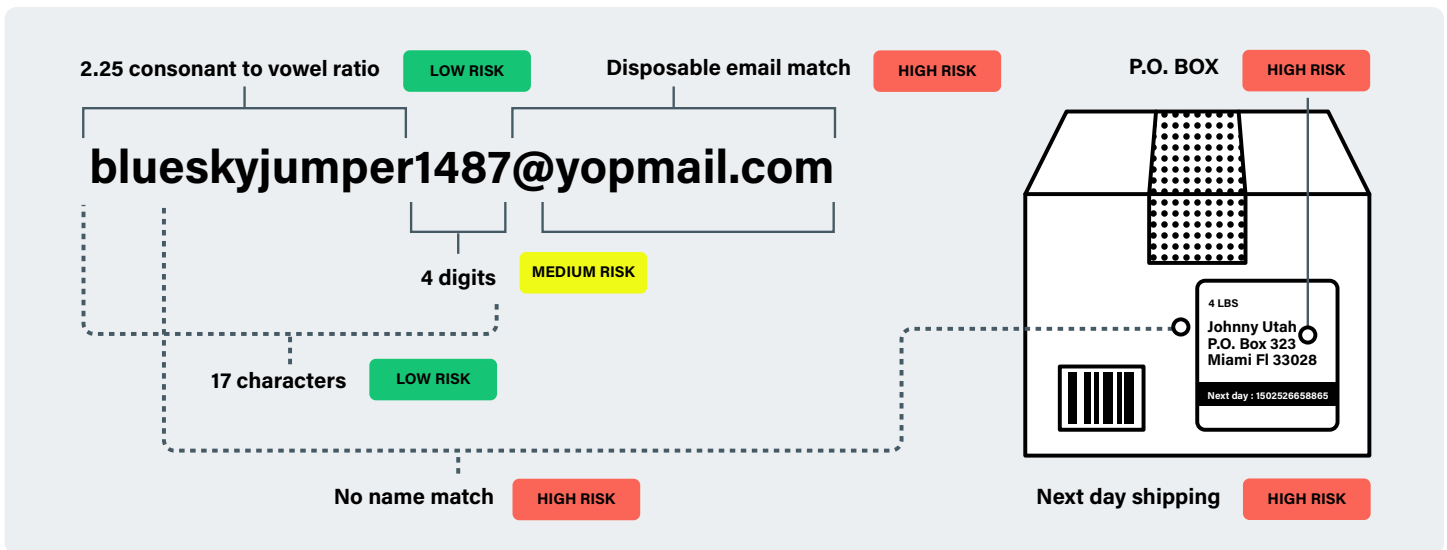 2.25 consonant to vowel ratio
LOW RISK
Disposable email match
HIGH RISK
P.O. BOX
HIGH RISK
blueskyjumper1487@yopmail.com
4 digits
MEDIUM RISK
17 characters
LOW RISK
No name match
HIGH RISK
4 LBS
Johnny Utah
P.O. Box 323
Miami Fl 33028
Next day : 1502526658865
Next day shipping
HIGH RISK